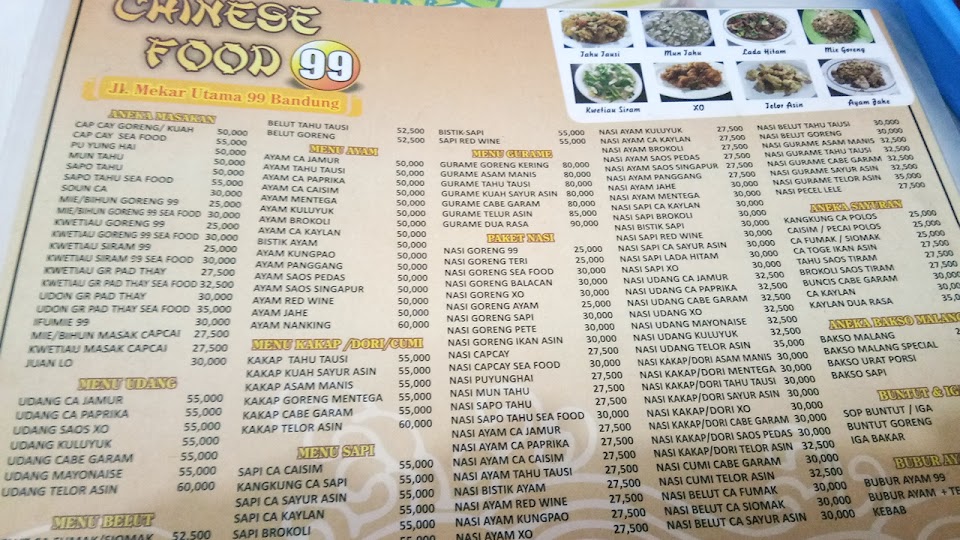 CHINESE
FOOD 99
Jl. Mekar Utama 99 Bandung
Tahu Tausi
Mun Tahu
Lada Hitam
Mie Goreng
Kwetiau Siram
XO
Telor Asin
Ayam Jahe
ANEKA MASAKAN
CAP CAY GORENG/ KUAH 50,000
CAP CAY SEA FOOD 55,000
PU YUNG HAI 50,000
MUN TAHU 50,000
SAPO TAHU 50,000
SAPO TAHU SEA FOOD 55,000
SOUN CA 50,000
MIE/BIHUN GORENG 99 25,000
MIE/BIHUN GORENG 99 SEA FOOD 30,000
KWETIAU GORENG 99 25,000
KWETIAU GORENG 99 SEA FOOD 30,000
KWETIAU SIRAM 99 25,000
KWETIAU SIRAM 99 SEA FOOD 30,000
KWETIAU GR PAD THAY 27,500
KWETIAU GR PAD THAY SEA FOOD 32,500
UDON GR PAD THAY 30,000
UDON GR PAD THAY SEA FOOD 35,000
IFUMIE 99 30,000
MIE/BIHUN MASAK CAPCAI 27,500
KWETIAU MASAK CAPCAI 27,500
JUAN LO 30,000
MENU UDANG
UDANG CA JAMUR 55,000
UDANG CA PAPRIKA 55,000
UDANG SAOS XO 55,000
UDANG KULUYUK 55,000
UDANG CABE GARAM 55,000
UDANG MAYONAISE 55,000
UDANG TELOR ASIN 60,000
MENU BELUT
CA FUMAK/SIOMAK 52,500
BELUT TAHU TAUSI 52,500
BELUT GORENG 52,500
MENU AYAM
AYAM CA JAMUR 50,000
AYAM TAHU TAUSI 50,000
AYAM CA PAPRIKA 50,000
AYAM CA CAISIM 50,000
AYAM MENTEGA 50,000
AYAM KULUYUK 50,000
AYAM BROKOLI 50,000
AYAM CA KAYLAN 50,000
BISTIK AYAM 50,000
AYAM KUNGPAO 50,000
AYAM PANGGANG 50,000
AYAM SAOS PEDAS 50,000
AYAM SAOS SINGAPUR 50,000
AYAM RED WINE 50,000
AYAM JAHE 50,000
AYAM NANKING 60,000
MENU KAKAP /DORI/CUMI
KAKAP TAHU TAUSI 55,000
KAKAP KUAH SAYUR ASIN 55,000
KAKAP ASAM MANIS 55,000
KAKAP GORENG MENTEGA 55,000
KAKAP CABE GARAM 55,000
KAKAP TELOR ASIN 60,000
MENU SAPI
SAPI CA CAISIM 55,000
KANGKUNG CA SAPI 55,000
SAPI CA SAYUR ASIN 55,000
SAPI CA KAYLAN 55,000
SAPI BROKOLI 55,000
BISTIK SAPI 55,000
SAPI RED WINE 55,000
MENU GURAME
GURAME GORENG KERING 80,000
GURAME ASAM MANIS 80,000
GURAME TAHU TAUSI 80,000
GURAME KUAH SAYUR ASIN 80,000
GURAME CABE GARAM 80,000
GURAME TELUR ASIN 85,000
GURAME DUA RASA 90,000
PAKET NASI
NASI GORENG 99 25,000
NASI GORENG TERI 25,000
NASI GORENG SEA FOOD 30,000
NASI GORENG BALACAN 30,000
NASI GORENG XO 30,000
NASI GORENG AYAM 25,000
NASI GORENG SAPI 30,000
NASI GORENG PETE 30,000
NASI GORENG IKAN ASIN 30,000
NASI CAPCAY 27,500
NASI CAPCAY SEA FOOD 30,000
NASI PUYUNGHAI 27,500
NASI MUN TAHU 27,500
NASI SAPO TAHU 27,500
NASI SAPO TAHU SEA FOOD 30,000
NASI AYAM CA JAMUR 27,500
NASI AYAM CA PAPRIKA 27,500
NASI AYAM CA CAISIM 27,500
NASI AYAM TAHU TAUSI 27,500
NASI BISTIK AYAM 27,500
NASI AYAM RED WINE 27,500
NASI AYAM KUNGPAO 27,500
NASI AYAM XO 27,500
NASI AYAM KULUYUK 27,500
NASI AYAM CA KAYLAN 27,500
NASI AYAM BROKOLI 27,500
NASI AYAM SAOS PEDAS 27,500
NASI AYAM SAOS SINGAPUR 27,500
NASI AYAM PANGGANG 27,500
NASI AYAM JAHE 30,000
NASI AYAM MENTEGA 27,500
NASI SAPI CA KAYLAN 30,000
NASI SAPI BROKOLI 30,000
NASI BISTIK SAPI 30,000
NASI SAPI RED WINE 30,000
NASI SAPI CA SAYUR ASIN 30,000
NASI SAPI LADA HITAM 30,000
NASI SAPI XO 30,000
NASI UDANG CA JAMUR 32,500
NASI UDANG CA PAPRIKA 32,500
NASI UDANG CABE GARAM 32,500
NASI UDANG XO 32,500
NASI UDANG MAYONAISE 32,500
NASI UDANG KULUYUK 32,500
NASI UDANG TELOR ASIN 35,000
NASI KAKAP/DORI ASAM MANIS 30,000
NASI KAKAP/DORI MENTEGA 30,000
NASI KAKAP/DORI TAHU TAUSI 30,000
NASI KAKAP/DORI SAYUR ASIN 30,000
NASI KAKAP/DORI XO 30,000
NASI KAKAP/DORI CABE GARAM 30,000
NASI KAKAP/DORI SAOS PEDAS 30,000
NASI KAKAP/DORI TELOR ASIN 32,500
NASI CUMI CABE GARAM 30,000
NASI CUMI TELOR ASIN 32,500
NASI BELUT CA FUMAK 30,000
NASI BELUT CA SIOMAK 30,000
NASI BELUT CA SAYUR ASIN 30,000
NASI BELUT TAHU TAUSI 30,000
NASI BELUT GORENG 30,000
NASI GURAME ASAM MANIS 32,500
NASI GURAME TAHU TAUSI 32,500
NASI GURAME CABE GARAM 32,500
NASI GURAME SAYUR ASIN 32,500
NASI GURAME TELOR ASIN 35,000
NASI PECEL LELE 27,500
ANEKA SAYURAN
KANGKUNG CA POLOS 25,000
CAISIM / PECAI POLOS 25,000
CA FUMAK / SIOMAK 25,000
CA TOGE IKAN ASIN 25,000
TAHU SAOS TIRAM 27,500
BROKOLI SAOS TIRAM 27,500
BUNCIS CABE GARAM
CA KAYLAN
KAYLAN DUA RASA
ANEKA BAKSO MALANG
BAKSO MALANG
BAKSO MALANG SPECIAL
BAKSO URAT PORSI
BAKSO SAPI
BUNTUT & IGA
SOP BUNTUT / IGA
BUNTUT GORENG
IGA BAKAR
BUBUR AY
BUBUR AYAM 99
BUBUR AYAM + TE
KEBAB